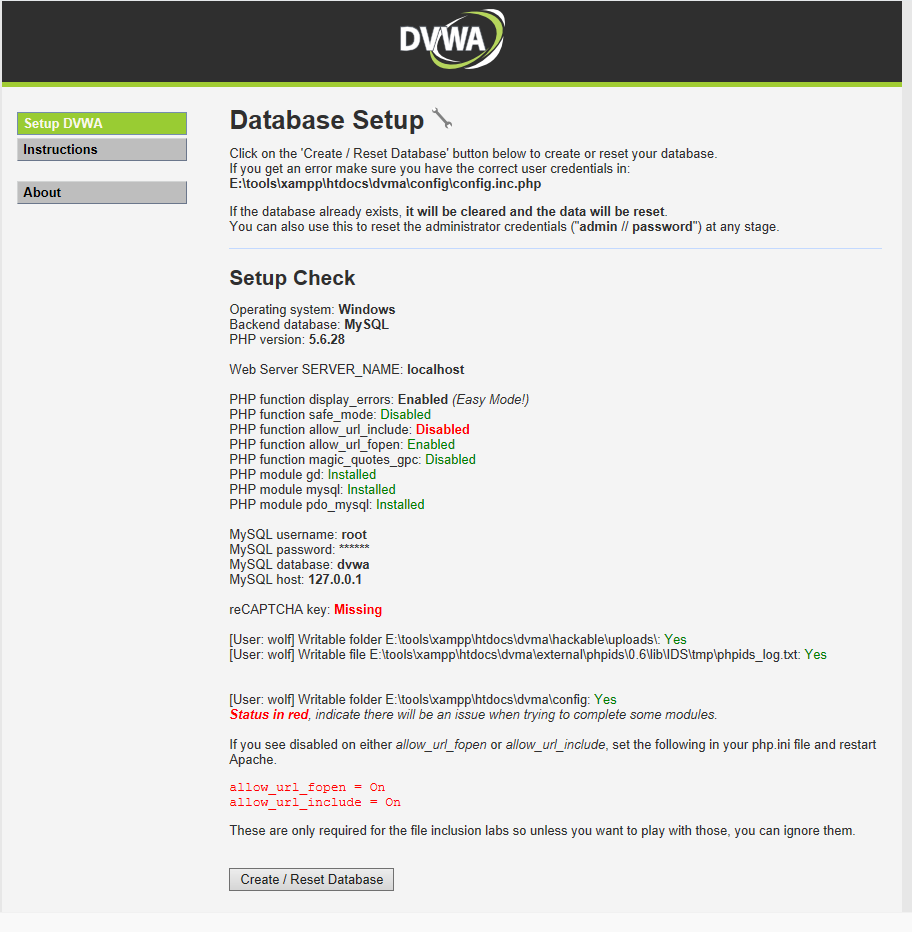 DVWA
Setup DVWA
Instructions
About
Database Setup
Click on the 'Create / Reset Database' button below to create or reset your database.
If you get an error make sure you have the correct user credentials in:
E:\tools\xampp\htdocs\dvma\config\config.inc.php
If the database already exists, it will be cleared and the data will be reset.
You can also use this to reset the administrator credentials ("admin // password") at any stage.
Setup Check
Operating system: Windows
Backend database: MySQL
PHP version: 5.6.28
Web Server SERVER_NAME: localhost
PHP function display_errors: Enabled (Easy Mode!)
PHP function safe_mode: Disabled
PHP function allow_url_include: Disabled
PHP function allow_url_fopen: Enabled
PHP function magic_quotes_gpc: Disabled
PHP module gd: Installed
PHP module mysql: Installed
PHP module pdo_mysql: Installed
MySQL username: root
MySQL password: ******
MySQL database: dvwa
MySQL host: 127.0.0.1
reCAPTCHA key: Missing
[User: wolf] Writable folder E:\tools\xampp\htdocs\dvma\hackable\uploads\: Yes
[User: wolf] Writable file E:\tools\xampp\htdocs\dvma\external\phpids\0.6\lib\IDS\tmp\phpids_log.txt: Yes
[User: wolf] Writable folder E:\tools\xampp\htdocs\dvma\config: Yes
Status in red, indicate there will be an issue when trying to complete some modules.
If you see disabled on either allow_url_fopen or allow_url_include, set the following in your php.ini file and restart
Apache.
allow_url_fopen = On
allow_url_include = On
These are only required for the file inclusion labs so unless you want to play with those, you can ignore them.
Create / Reset Database